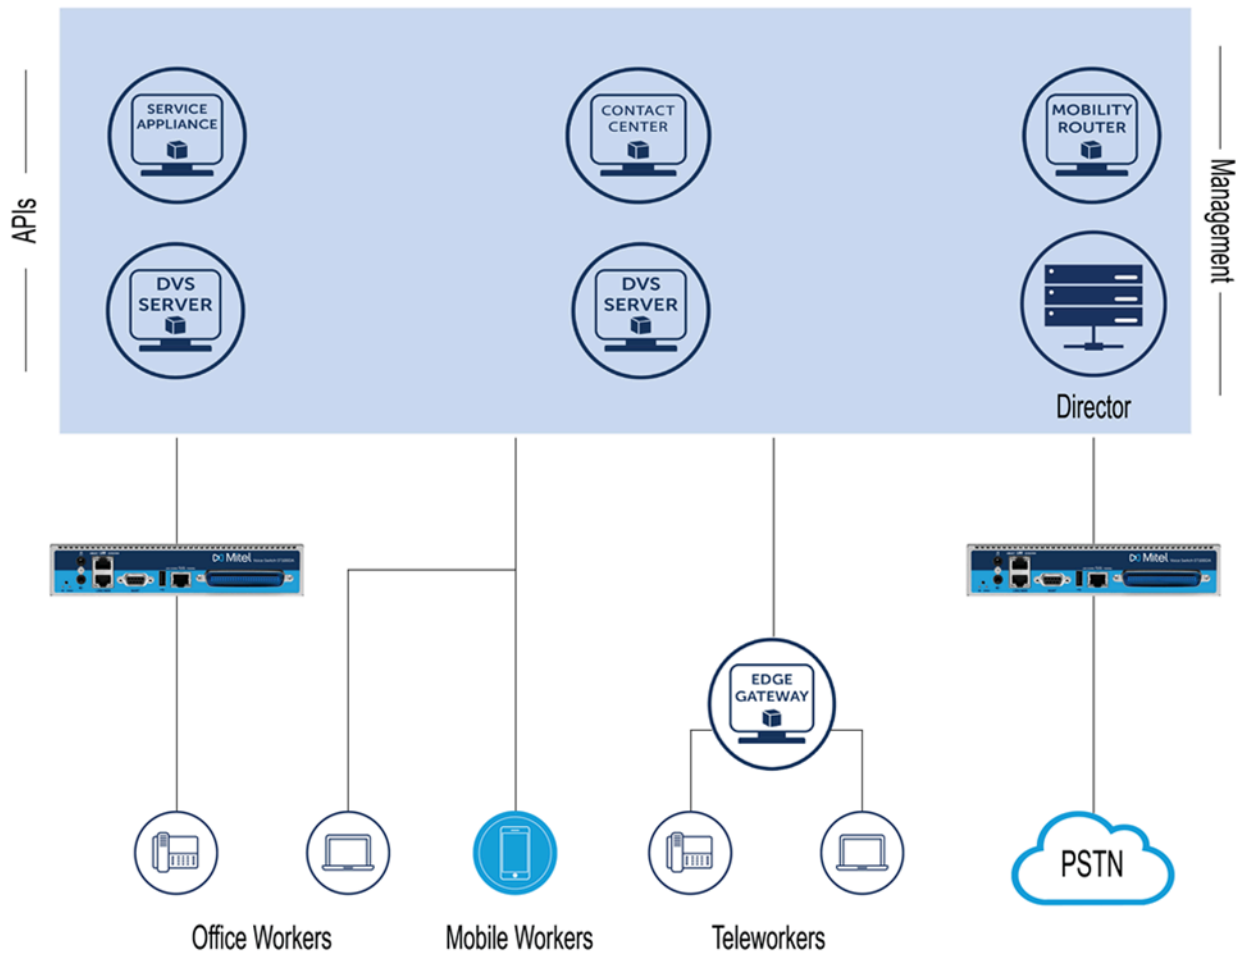 SERVICE
APPLIANCE
CONTACT
CENTER
MOBILITY
ROUTER
APIs
Management
DVS
SERVER
DVS
SERVER
Director
Mitel
Mitel
EDGE
GATEWAY
PSTN
Office Workers
Mobile Workers
Teleworkers